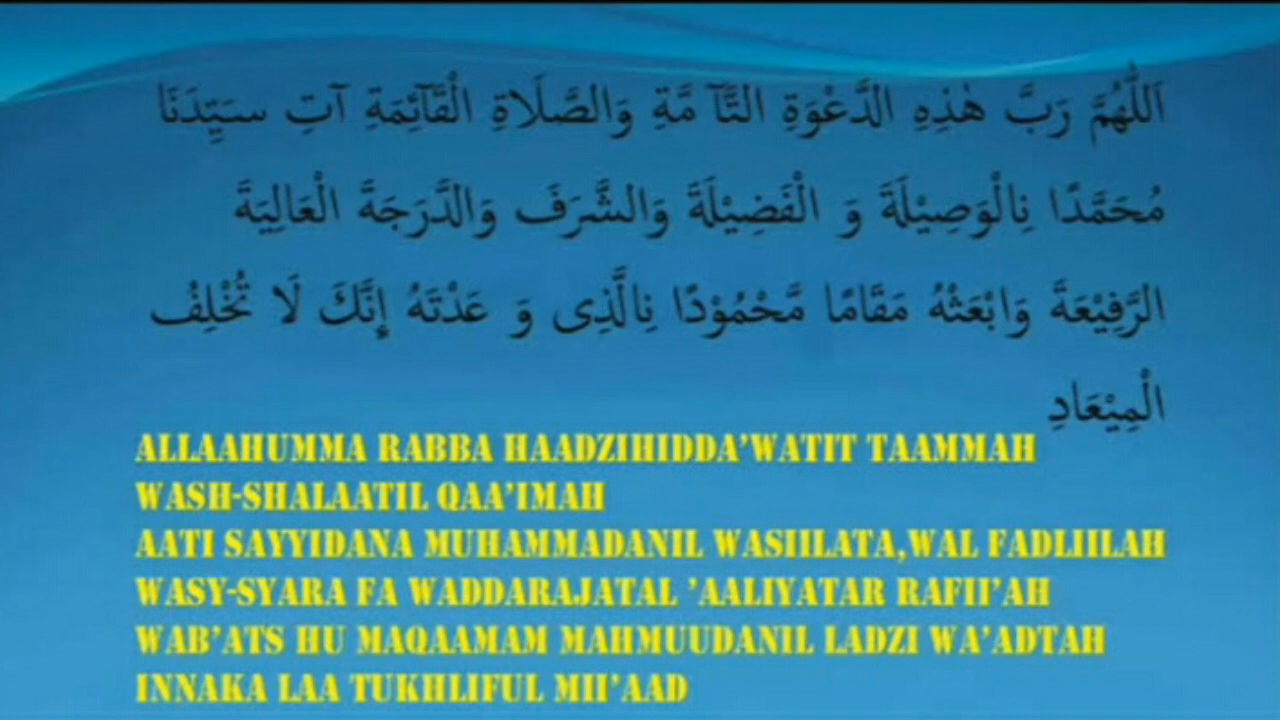 اَللّٰهُمَّ رَبَّ هٰذِهِ الدَّعْوَةِ التَّآ مَّةِ وَالصَّلَاةِ الْقَآئِمَةِ آتِ سَيِّدَنَا
مُحَمَّدًا نِالْوَصِيْلَةَ وَ الْفَضِيْلَةَ وَالشَّرَفَ وَالدَّرَجَةَ الْعَالِيَةَ
الرَّفِيْعَةَ وَابْعَثْهُ مَقَامًا مَّحْمُوْدًا نِالَّذِى وَ عَدْتَهُ إِنَّكَ لَا تُخْلِفْ
الْمِيْعَادِ
ALLAAHUMMA RABBA HAADZIHIDDA'WATIT TAAMMAH
WASH-SHALAATIL QAA'IMAH
AATI SAYYIDANA MUHAMMADANIL WASIILATA,WAL FADLIILAH
WASY-SYARA FA WADDARAJATAL 'AALIYATAR RAFII'AH
WAB'ATS HU MAQAAMAM MAHMUUDANIL LADZI WA'ADTAH
INNAKA LAA TUKHLIFUL MII'AAD